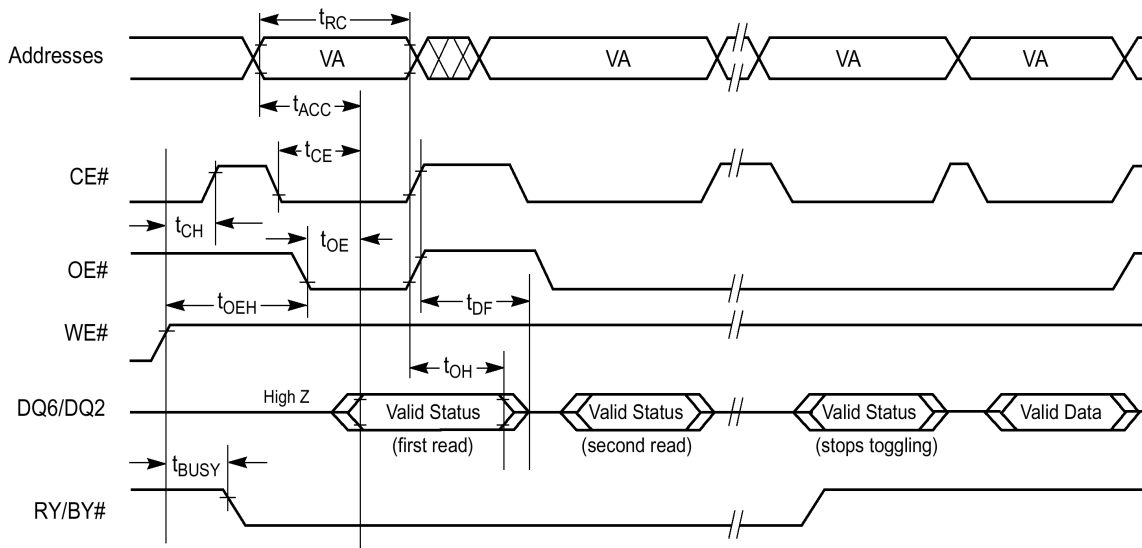 tRC
Addresses VA VA VA VA
tACC
tCE
CE#
tCH
tOE
OE#
tOEH
tDF
WE#
tOH
High Z
DQ6/DQ2 Valid Status Valid Status Valid Status Valid Data
(first read) (second read) (stops toggling)
tBUSY
RY/BY#